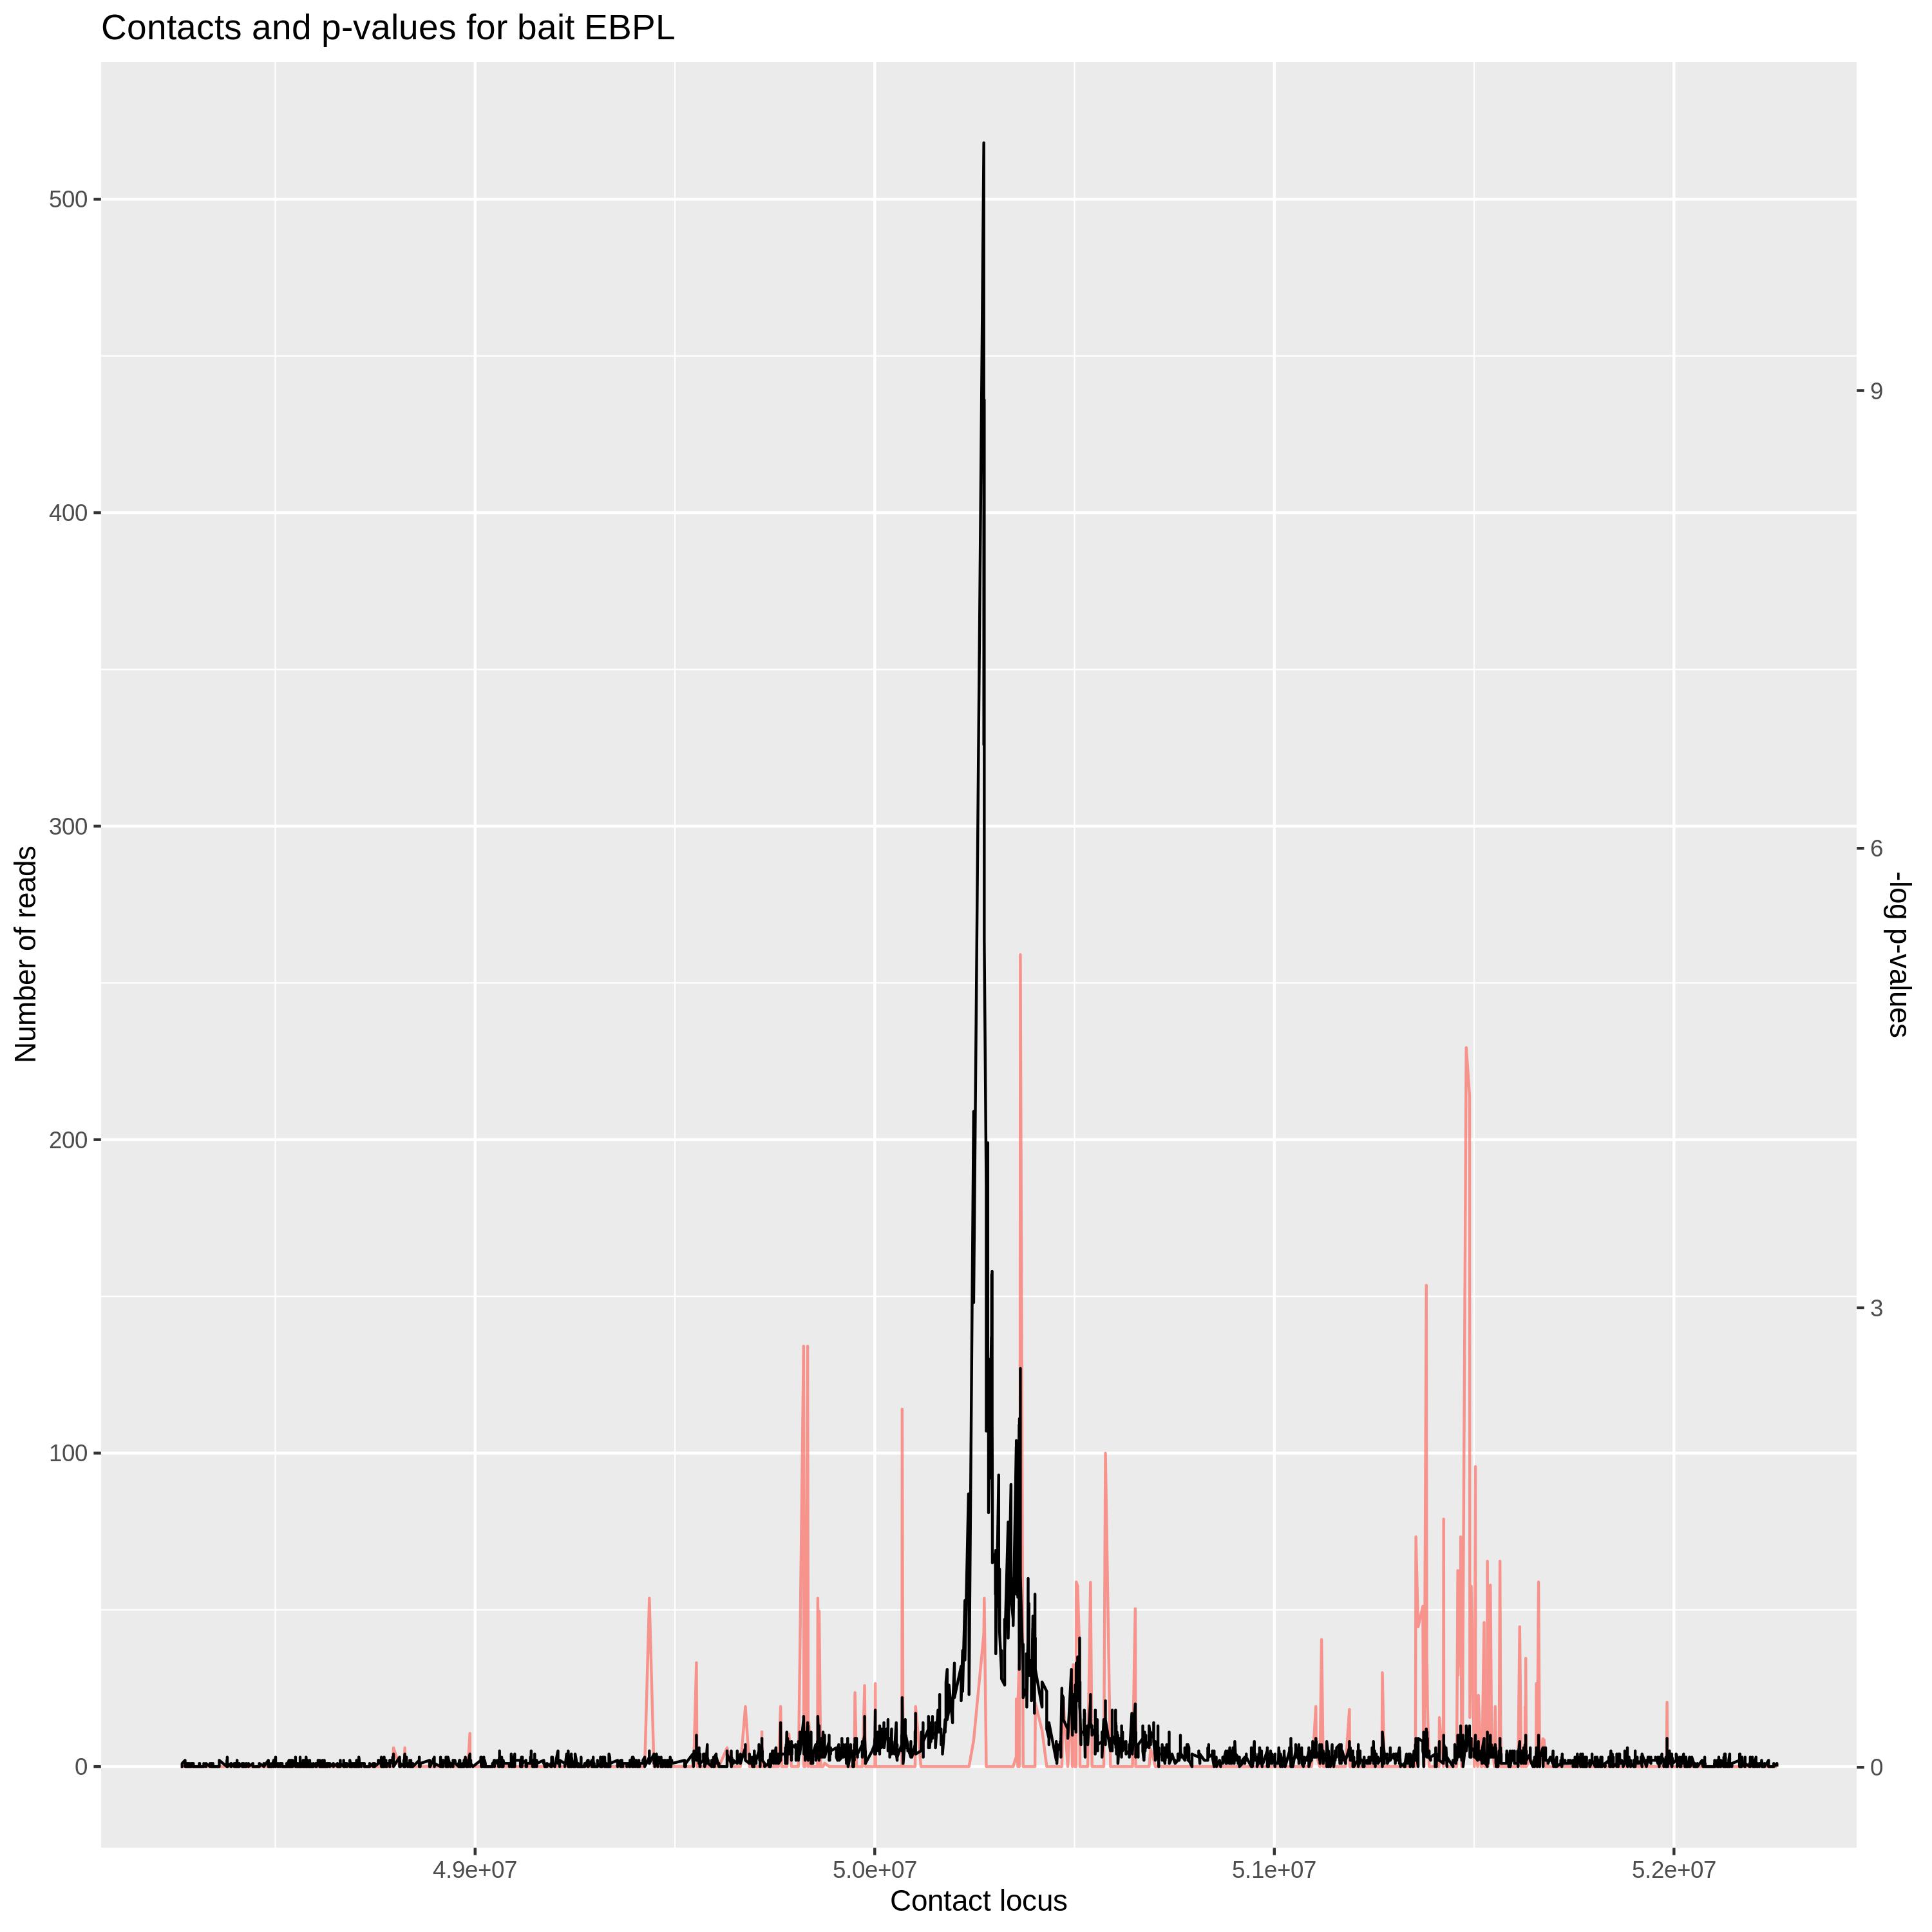 Contacts and p-values for bait EBPL
Number of reads
500
400
300
200
100
0
9
6
3
0
-log p-values
4.9e+07
5.0e+07
5.1e+07
5.2e+07
Contact locus